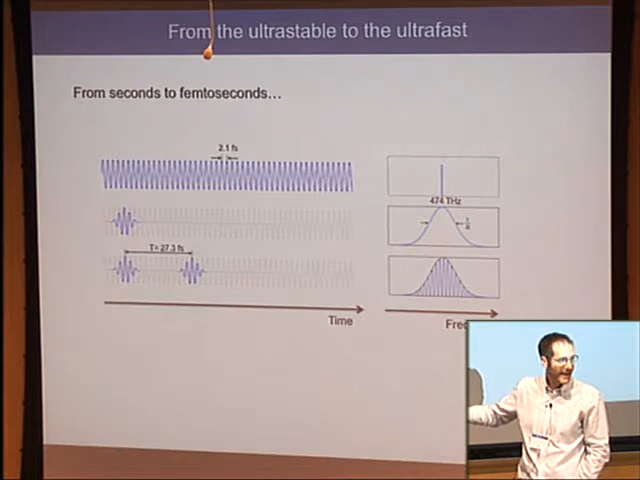 From the ultrastable to the ultrafast
From seconds to femtoseconds...
2.1 fs
474 THz
T= 27.3 fs
Time